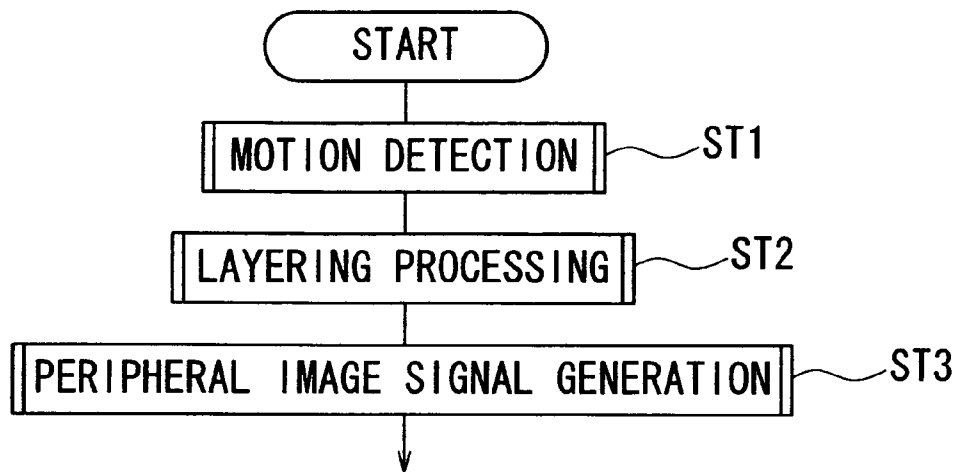 START
MOTION DETECTION
ST1
LAYERING PROCESSING
ST2
PERIPHERAL IMAGE SIGNAL GENERATION
ST3